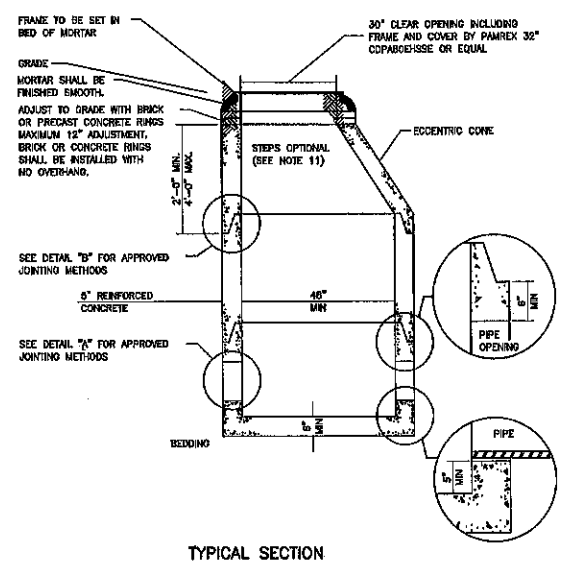 FRAME TO BE SET IN
BED OF MORTAR
30" CLEAR OPENING INCLUDING
FRAME AND COVER BY PAMREX 32"
CDPA80EHSSE OR EQUAL
GRADE
MORTAR SHALL BE
FINISHED SMOOTH.
ADJUST TO GRADE WITH BRICK
OR PRECAST CONCRETE RINGS
MAXIMUM 12" ADJUSTMENT,
BRICK OR CONCRETE RINGS
SHALL BE INSTALLED WITH
NO OVERHANG.
ECCENTRIC CONE
STEPS OPTIONAL
(SEE NOTE 11)
2'-0" MIN.
4'-0" MAX.
SEE DETAIL "B" FOR APPROVED
JOINTING METHODS
5" REINFORCED
CONCRETE
48"
MIN
6"
MIN
PIPE
OPENING
SEE DETAIL "A" FOR APPROVED
JOINTING METHODS
BEDDING
6"
MIN
PIPE
5"
MIN
TYPICAL SECTION